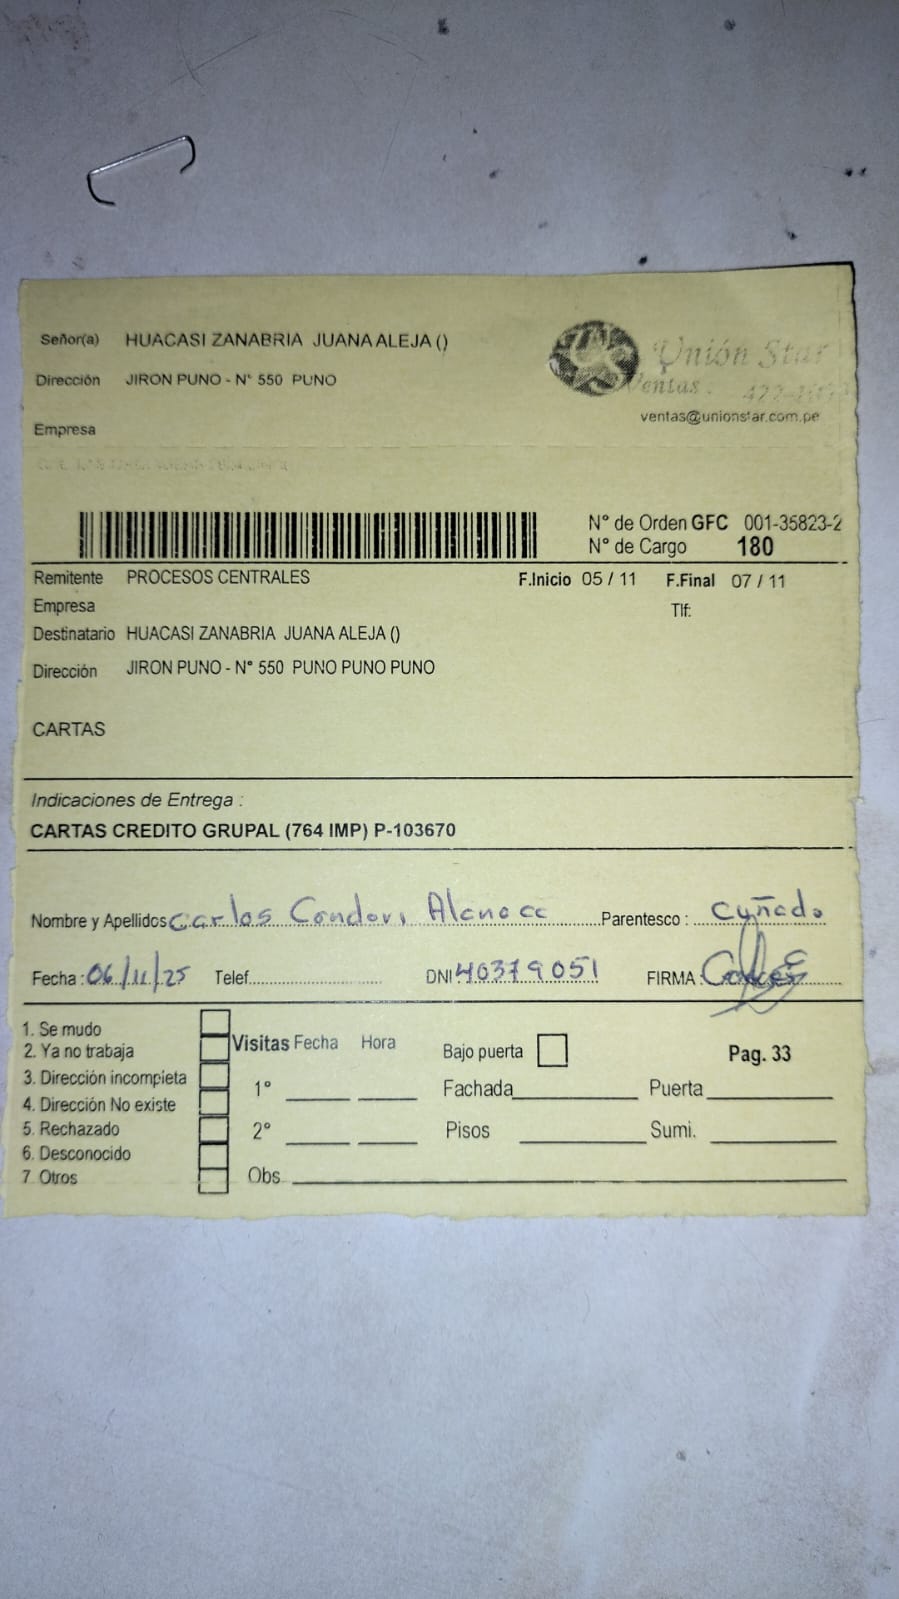 Señor(a) HUACASI ZANABRIA JUANA ALEJA ()
Unión Star
Dirección JIRON PUNO - N° 550 PUNO
Ventas :
ventas@unionstar.com.pe
Empresa
N° de Orden GFC 001-35823-2
N° de Cargo 180
Remitente PROCESOS CENTRALES F.Inicio 05 / 11 F.Final 07 / 11
Empresa Tlf:
Destinatario HUACASI ZANABRIA JUANA ALEJA ()
Dirección JIRON PUNO - N° 550 PUNO PUNO PUNO
CARTAS
Indicaciones de Entrega :
CARTAS CREDITO GRUPAL (764 IMP) P-103670
Nombre y Apellidos Carlos Condori Parentesco : Cuñado
Fecha : 06/11/25 Telef. DNI 40379051 FIRMA :
1. Se mudo
2. Ya no trabaja Visitas Fecha Hora Bajo puerta Pag. 33
3. Dirección incompleta 1° Fachada Puerta
4. Dirección No existe
5. Rechazado 2° Pisos Sumi.
6. Desconocido
7 Otros Obs